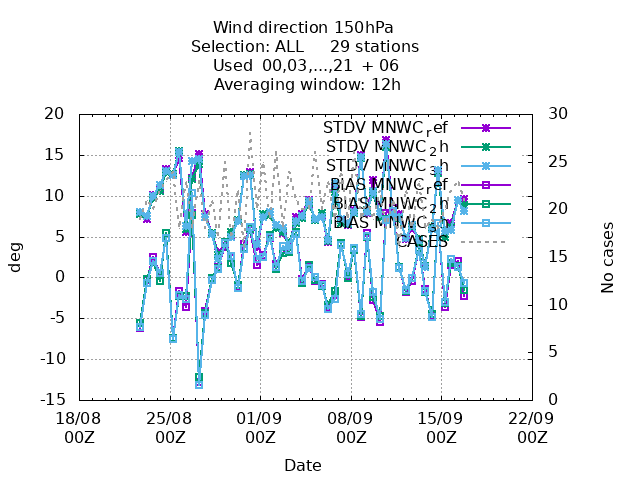 Wind direction 150hPa
Selection: ALL 29 stations
Used 00,03,...,21 + 06
Averaging window: 12h
20
15
10
5
0
-5
-10
-15
deg
30
25
20
15
10
5
0
No cases
STDV MNWC_ref
STDV MNWC_2h
STDV MNWC_3h
BIAS MNWC_ref
BIAS MNWC_2h
BIAS MNWC_3h
CASES
18/08 25/08 01/09 08/09 15/09 22/09
00Z 00Z 00Z 00Z 00Z 00Z
Date